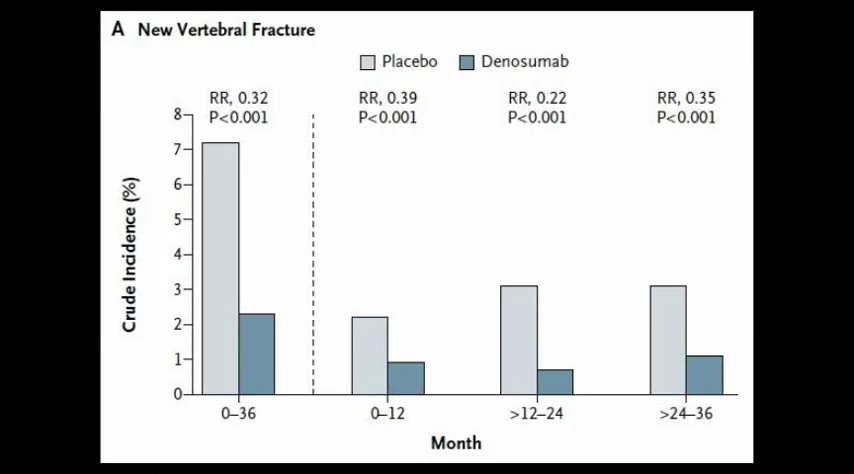 A New Vertebral Fracture
Placebo Denosumab
RR, 0.32 RR, 0.39 RR, 0.22 RR, 0.35
P<0.001 P<0.001 P<0.001 P<0.001
8
7
6
5
4
3
2
1
0
Crude Incidence (%)
0–36 0–12 >12–24 >24–36
Month